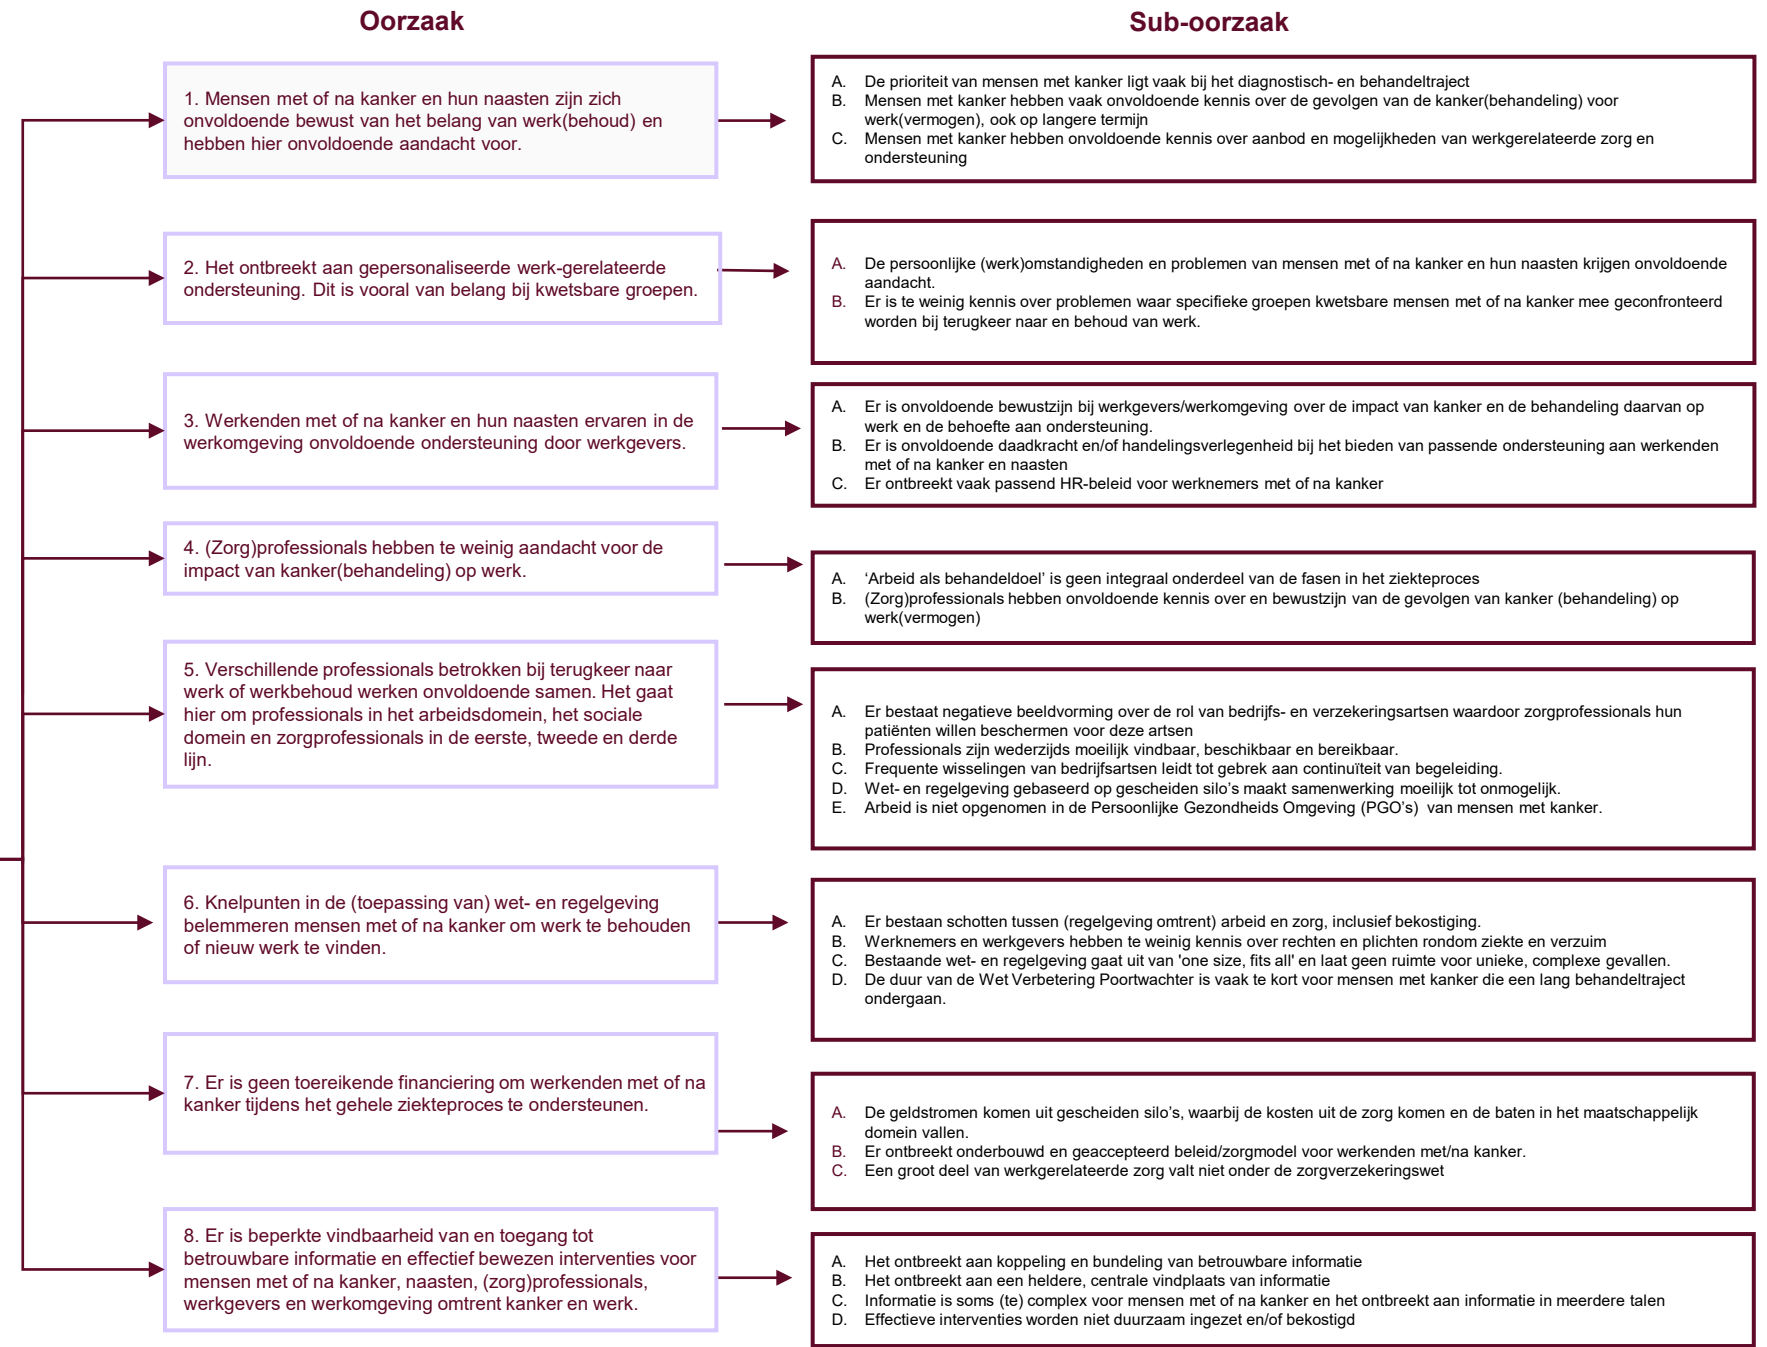 Oorzaak
Sub-oorzaak
1. Mensen met of na kanker en hun naasten zijn zich
onvoldoende bewust van het belang van werk(behoud) en
hebben hier onvoldoende aandacht voor.
A. De prioriteit van mensen met kanker ligt vaak bij het diagnostisch- en behandeltraject
B. Mensen met kanker hebben vaak onvoldoende kennis over de gevolgen van de kanker(behandeling) voor
werk(vermogen), ook op langere termijn
C. Mensen met kanker hebben onvoldoende kennis over aanbod en mogelijkheden van werkgerelateerde zorg en
ondersteuning
2. Het ontbreekt aan gepersonaliseerde werk-gerelateerde
ondersteuning. Dit is vooral van belang bij kwetsbare groepen.
A. De persoonlijke (werk)omstandigheden en problemen van mensen met of na kanker en hun naasten krijgen onvoldoende
aandacht.
B. Er is te weinig kennis over problemen waar specifieke groepen kwetsbare mensen met of na kanker mee geconfronteerd
worden bij terugkeer naar en behoud van werk.
3. Werkenden met of na kanker en hun naasten ervaren in de
werkomgeving onvoldoende ondersteuning door werkgevers.
A. Er is onvoldoende bewustzijn bij werkgevers/werkomgeving over de impact van kanker en de behandeling daarvan op
werk en de behoefte aan ondersteuning.
B. Er is onvoldoende daadkracht en/of handelingsverlegenheid bij het bieden van passende ondersteuning aan werkenden
met of na kanker en naasten
C. Er ontbreekt vaak passend HR-beleid voor werknemers met of na kanker
4. (Zorg)professionals hebben te weinig aandacht voor de
impact van kanker(behandeling) op werk.
A. ‘Arbeid als behandeldoel’ is geen integraal onderdeel van de fasen in het ziekteproces
B. (Zorg)professionals hebben onvoldoende kennis over en bewustzijn van de gevolgen van kanker (behandeling) op
werk(vermogen)
5. Verschillende professionals betrokken bij terugkeer naar
werk of werkbehoud werken onvoldoende samen. Het gaat
hier om professionals in het arbeidsdomein, het sociale
domein en zorgprofessionals in de eerste, tweede en derde
lijn.
A. Er bestaat negatieve beeldvorming over de rol van bedrijfs- en verzekeringsartsen waardoor zorgprofessionals hun
patiënten willen beschermen voor deze artsen
B. Professionals zijn wederzijds moeilijk vindbaar, beschikbaar en bereikbaar.
C. Frequente wisselingen van bedrijfsartsen leidt tot gebrek aan continuïteit van begeleiding.
D. Wet- en regelgeving gebaseerd op gescheiden silo’s maakt samenwerking moeilijk tot onmogelijk.
E. Arbeid is niet opgenomen in de Persoonlijke Gezondheids Omgeving (PGO’s) van mensen met kanker.
6. Knelpunten in de (toepassing van) wet- en regelgeving
belemmeren mensen met of na kanker om werk te behouden
of nieuw werk te vinden.
A. Er bestaan schotten tussen (regelgeving omtrent) arbeid en zorg, inclusief bekostiging.
B. Werknemers en werkgevers hebben te weinig kennis over rechten en plichten rondom ziekte en verzuim
C. Bestaande wet- en regelgeving gaat uit van 'one size, fits all' en laat geen ruimte voor unieke, complexe gevallen.
D. De duur van de Wet Verbetering Poortwachter is vaak te kort voor mensen met kanker die een lang behandeltraject
ondergaan.
7. Er is geen toereikende financiering om werkenden met of na
kanker tijdens het gehele ziekteproces te ondersteunen.
A. De geldstromen komen uit gescheiden silo’s, waarbij de kosten uit de zorg komen en de baten in het maatschappelijk
domein vallen.
B. Er ontbreekt onderbouwd en geaccepteerd beleid/zorgmodel voor werkenden met/na kanker.
C. Een groot deel van werkgerelateerde zorg valt niet onder de zorgverzekeringswet
8. Er is beperkte vindbaarheid van en toegang tot
betrouwbare informatie en effectief bewezen interventies voor
mensen met of na kanker, naasten, (zorg)professionals,
werkgevers en werkomgeving omtrent kanker en werk.
A. Het ontbreekt aan koppeling en bundeling van betrouwbare informatie
B. Het ontbreekt aan een heldere, centrale vindplaats van informatie
C. Informatie is soms (te) complex voor mensen met of na kanker en het ontbreekt aan informatie in meerdere talen
D. Effectieve interventies worden niet duurzaam ingezet en/of bekostigd